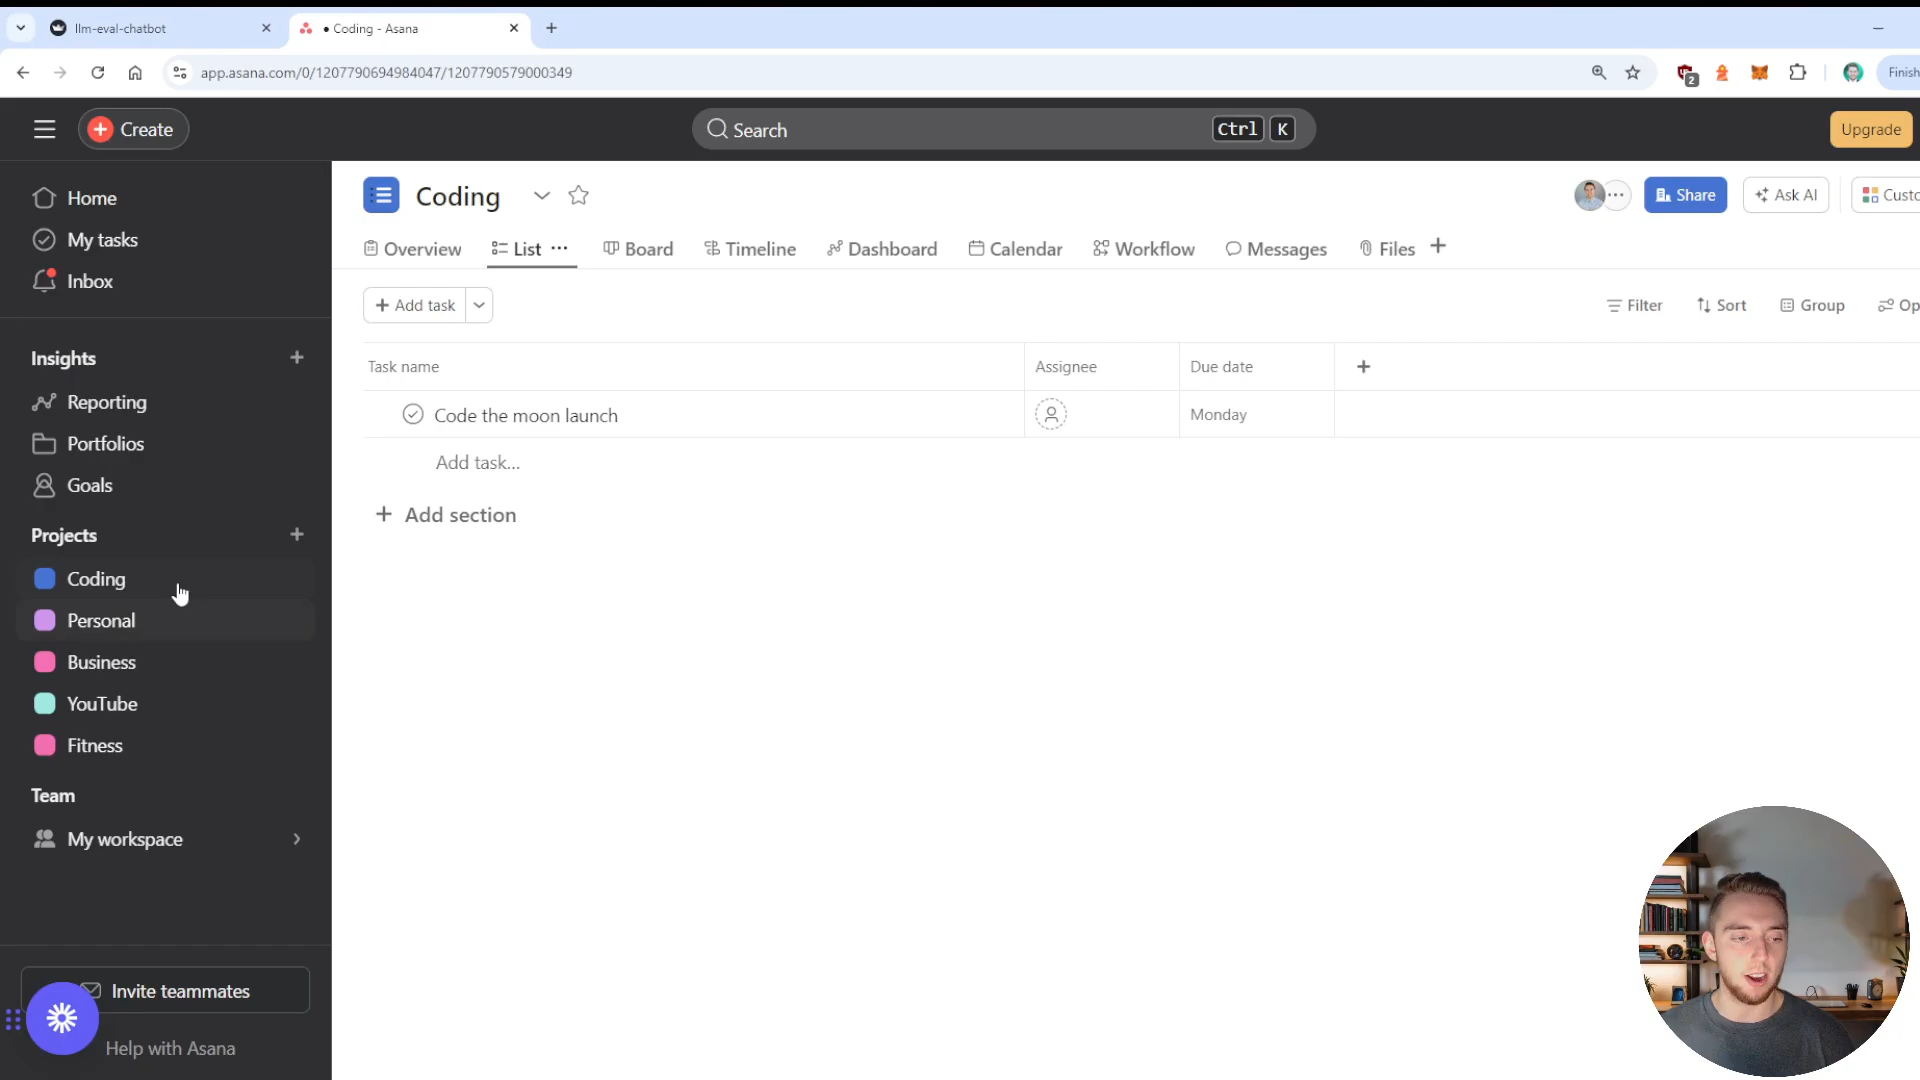 llm-eval-chatbot
• Coding - Asana
app.asana.com/0/1207790694984047/1207790579000349
2
Finish
Create
Search
Ctrl K
Upgrade
Home
My tasks
Inbox
Insights
Reporting
Portfolios
Goals
Projects
Coding
Personal
Business
YouTube
Fitness
Team
My workspace
Invite teammates
Help with Asana
Coding
Share
Ask AI
Custo
Overview
List
Board
Timeline
Dashboard
Calendar
Workflow
Messages
Files
Add task
Filter
Sort
Group
Op
Task name
Assignee
Due date
Code the moon launch
Monday
Add task...
Add section